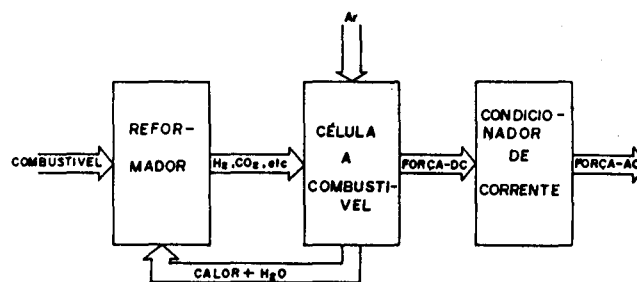 Ar
COMBUSTIVEL
REFOR-
MADOR
H2,CO2,etc
CÉLULA
A
COMBUSTI-
VEL
FORÇA-DC
CONDICIO-
NADOR
DE
CORRENTE
FORÇA-AC
CALOR + H2O